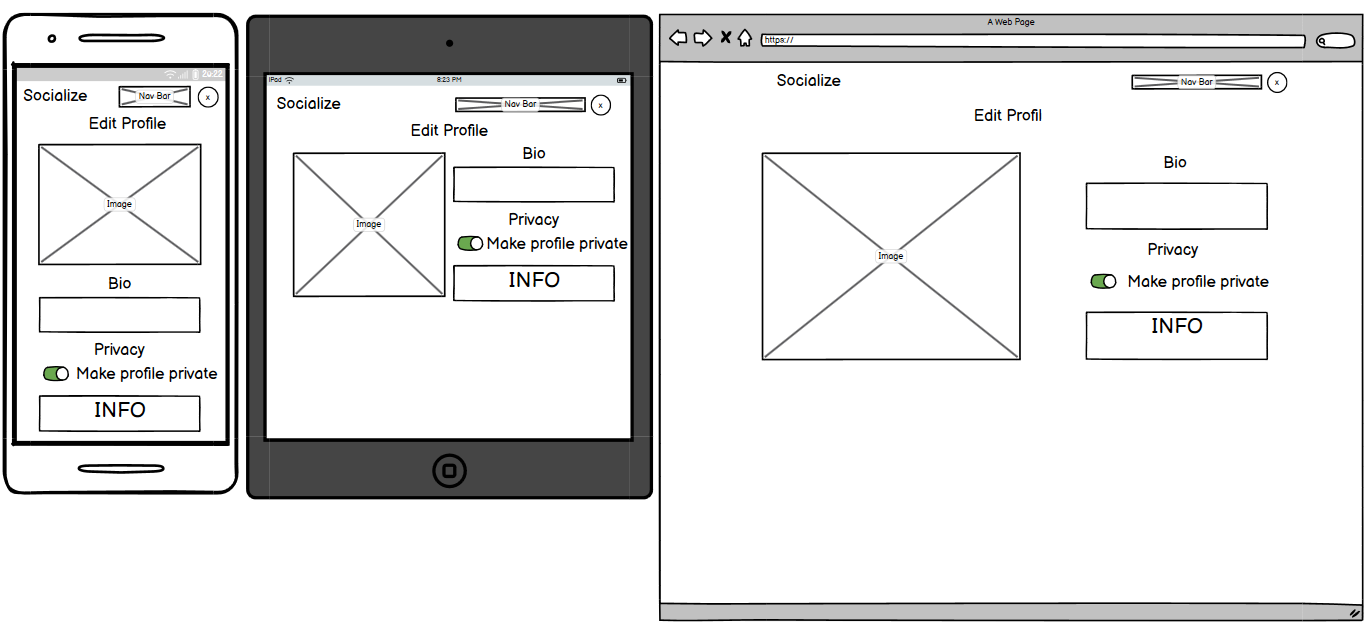 20:22
Socialize
Nav Bar
x
Edit Profile
Image
Bio
Privacy
Make profile private
INFO
iPod
8:23 PM
Socialize
Nav Bar
x
Edit Profile
Image
Bio
Privacy
Make profile private
INFO
A Web Page
https://
Socialize
Nav Bar
x
Edit Profil
Image
Bio
Privacy
Make profile private
INFO